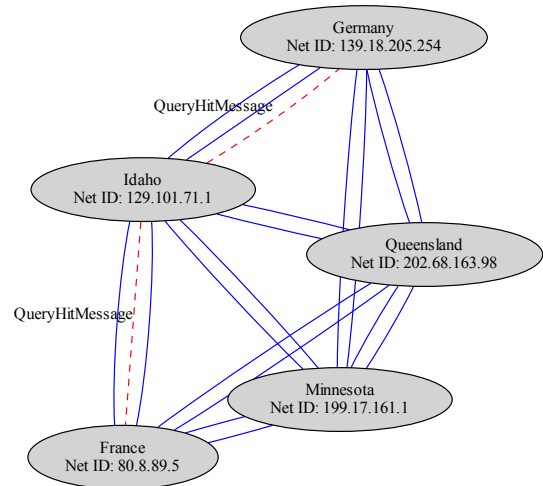 Germany
Net ID: 139.18.205.254
QueryHitMessage
Idaho
Net ID: 129.101.71.1
Queensland
Net ID: 202.68.163.98
QueryHitMessage
Minnesota
Net ID: 199.17.161.1
France
Net ID: 80.8.89.5